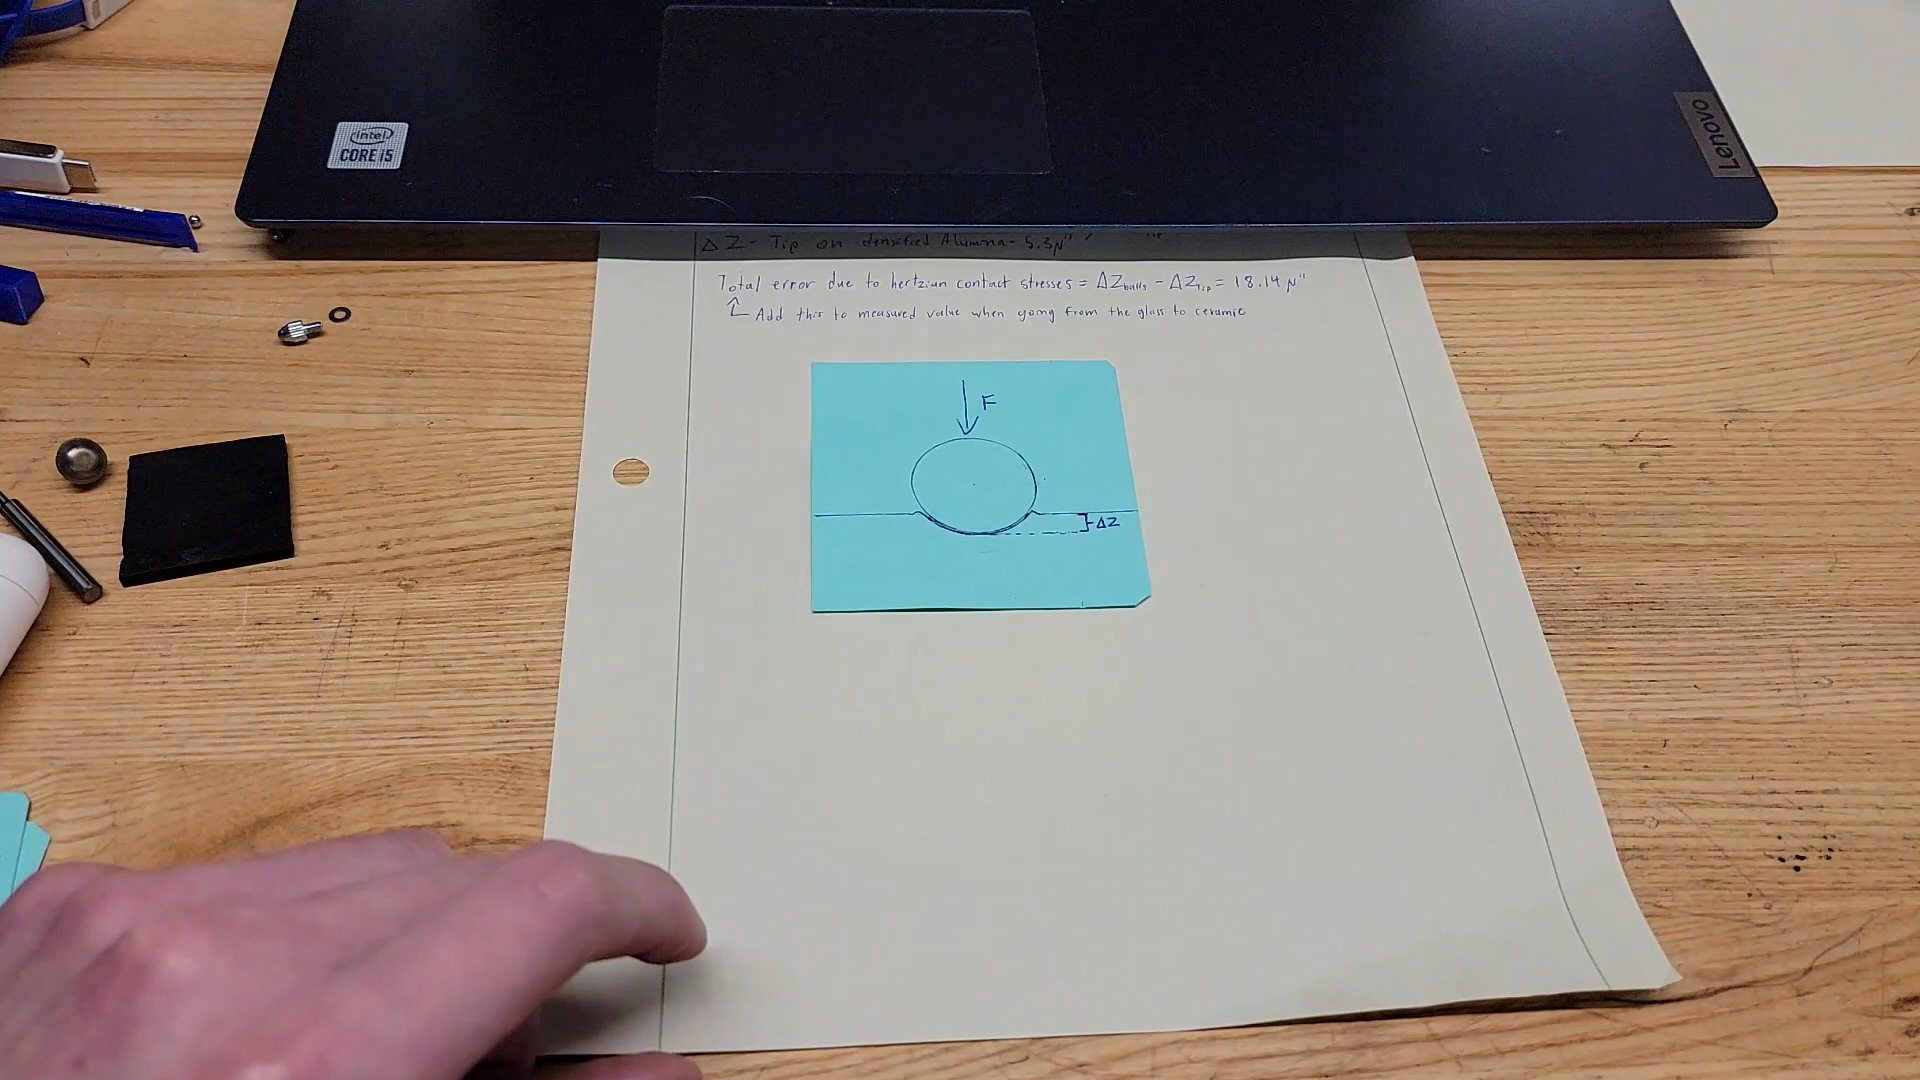 intel
CORE i5
Lenovo
Δ Z - Tip on densified Alumina - 5.3μ"
Total error due to hertzian contact stresses = ΔZballs - ΔZTip = 18.14 μ"
Add this to measured value when going from the glass to ceramic
F
ΔZ